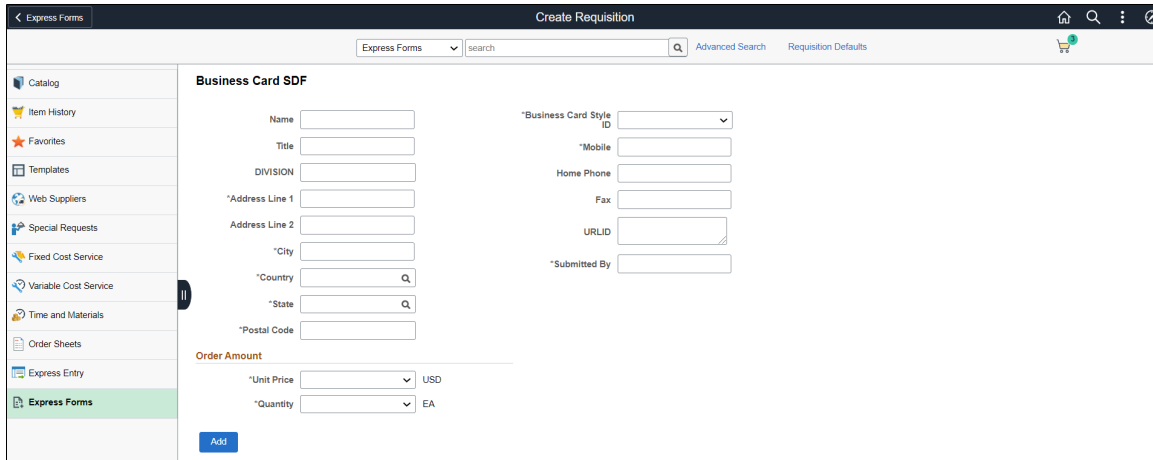 Express Forms
Create Requisition
Express Forms
search
Advanced Search
Requisition Defaults
3
Catalog
Item History
Favorites
Templates
Web Suppliers
Special Requests
Fixed Cost Service
Variable Cost Service
Time and Materials
Order Sheets
Express Entry
Express Forms
Business Card SDF
Name
Title
DIVISION
*Address Line 1
Address Line 2
*City
*Country
*State
*Postal Code
*Business Card Style
ID
*Mobile
Home Phone
Fax
URLID
*Submitted By
Order Amount
*Unit Price
USD
*Quantity
EA
Add